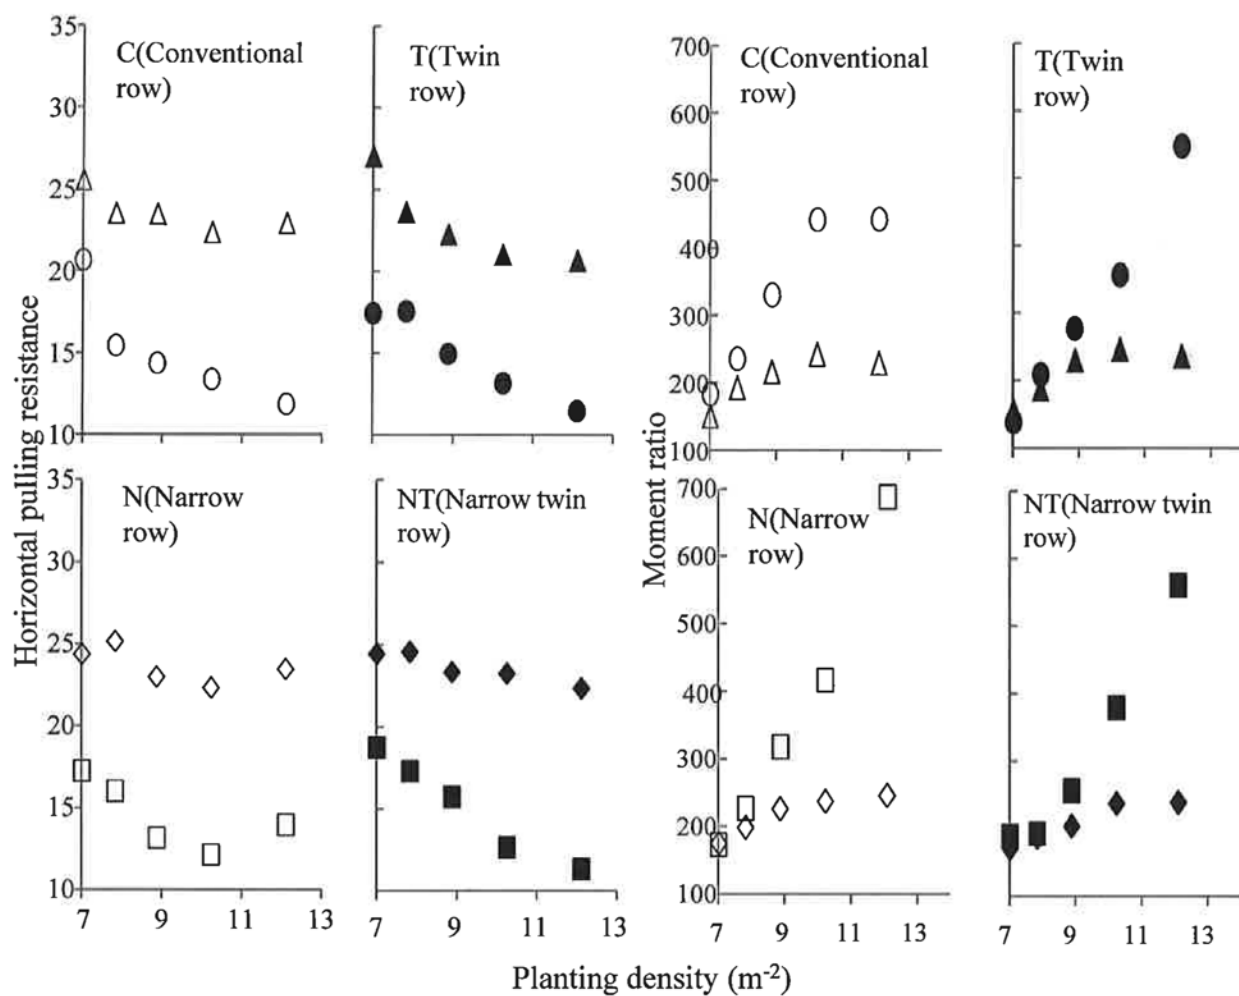 35
30
25
20
15
10
C(Conventional
row)
T(Twin
row)
700
600
500
400
300
200
100
C(Conventional
row)
T(Twin
row)
Horizontal pulling resistance
Moment ratio
35
30
25
20
15
10
N(Narrow
row)
NT(Narrow twin
row)
700
600
500
400
300
200
100
N(Narrow
row)
NT(Narrow twin
row)
7 9 11 13
7 9 11 13
7 9 11 13
7 9 11 13
Planting density (m⁻²)